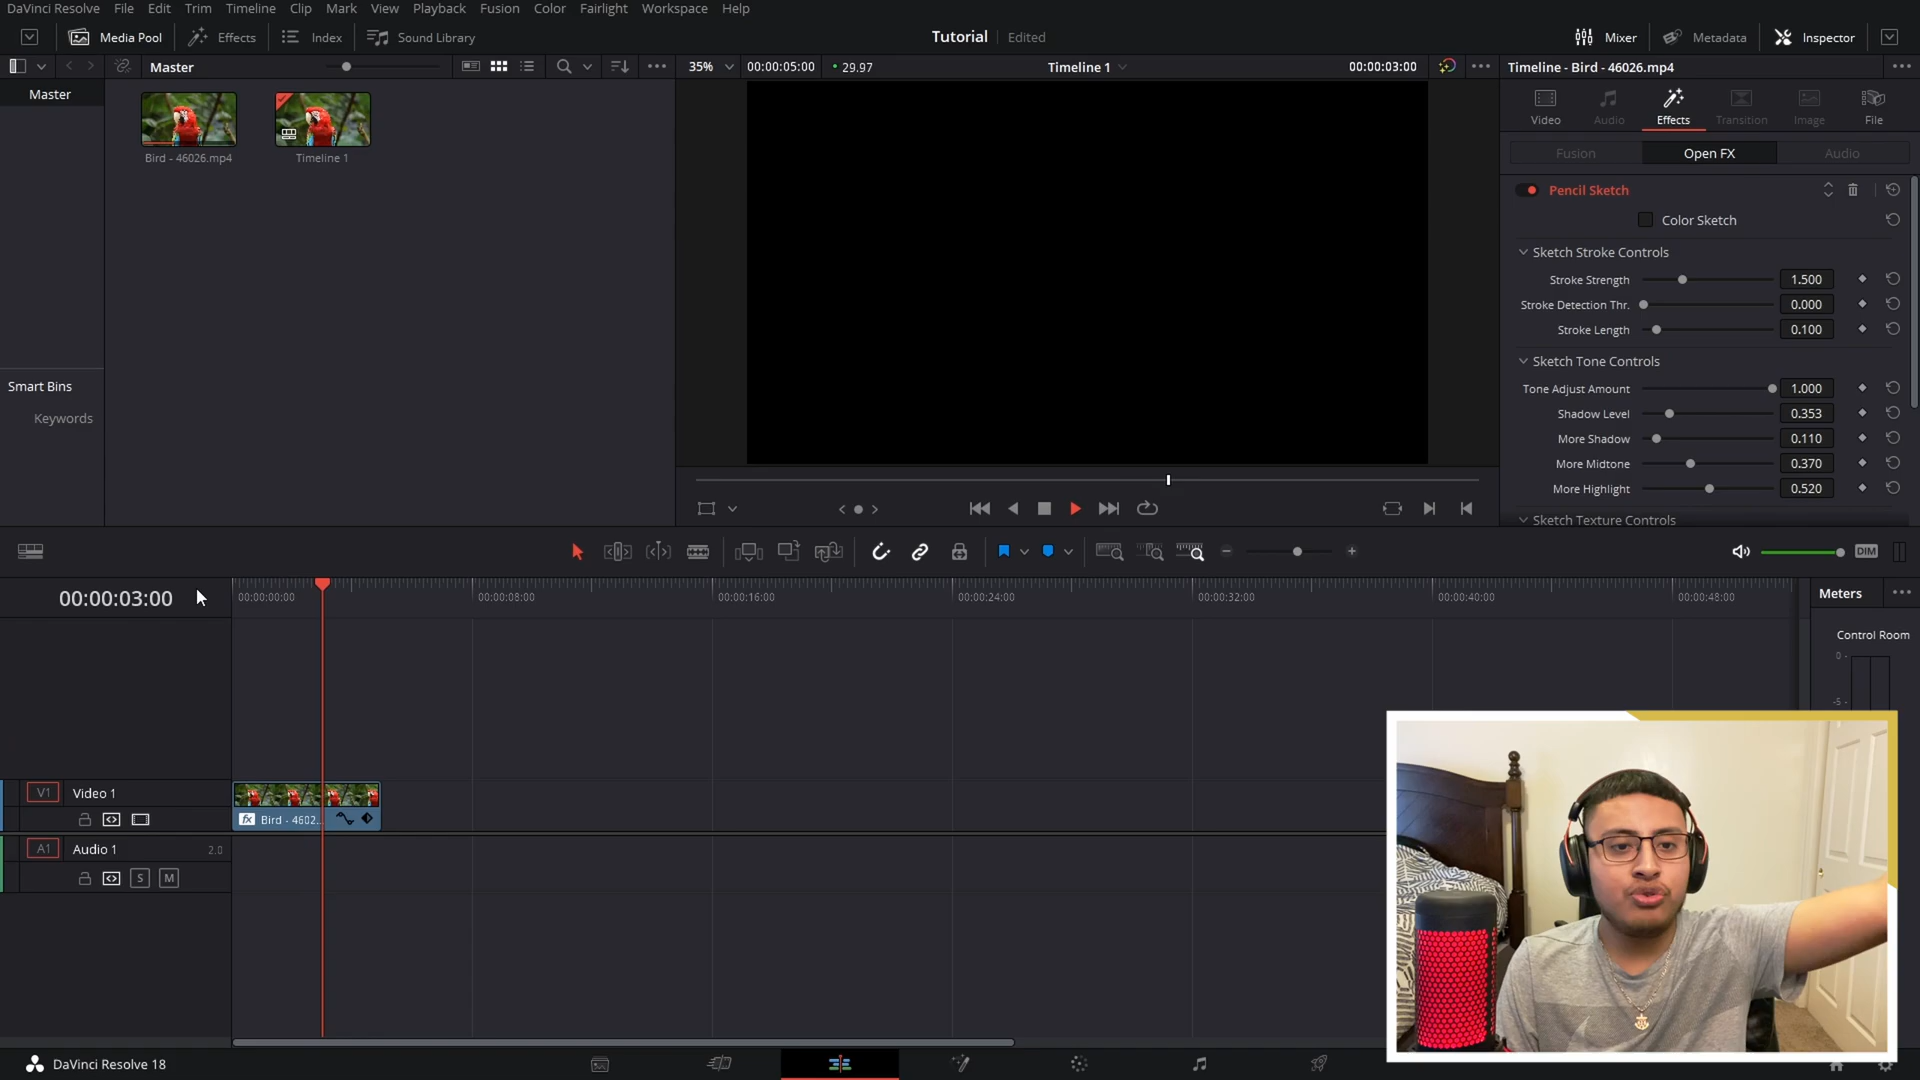 DaVinci Resolve File Edit Trim Timeline Clip Mark View Playback Fusion Color Fairlight Workspace Help
Media Pool Effects Index Sound Library Tutorial Edited Mixer Metadata Inspector
Master 35% 00:00:05:00 29.97 Timeline 1 00:00:03:00 Timeline - Bird - 46026.mp4
Master
Bird - 46026.mp4 Timeline 1
Smart Bins
Keywords
Video Audio Effects Transition Image File
Fusion Open FX Audio
Pencil Sketch
Color Sketch
Sketch Stroke Controls
Stroke Strength 1.500
Stroke Detection Thr. 0.000
Stroke Length 0.100
Sketch Tone Controls
Tone Adjust Amount 1.000
Shadow Level 0.353
More Shadow 0.110
More Midtone 0.370
More Highlight 0.520
Sketch Texture Controls
DIM
00:00:03:00 00:00:00:00 00:00:08:00 00:00:16:00 00:00:24:00 00:00:32:00 00:00:40:00 00:00:48:00 Meters
Control Room
0
-5
V1 Video 1
fx Bird - 4602...
A1 Audio 1 2.0
S M
DaVinci Resolve 18